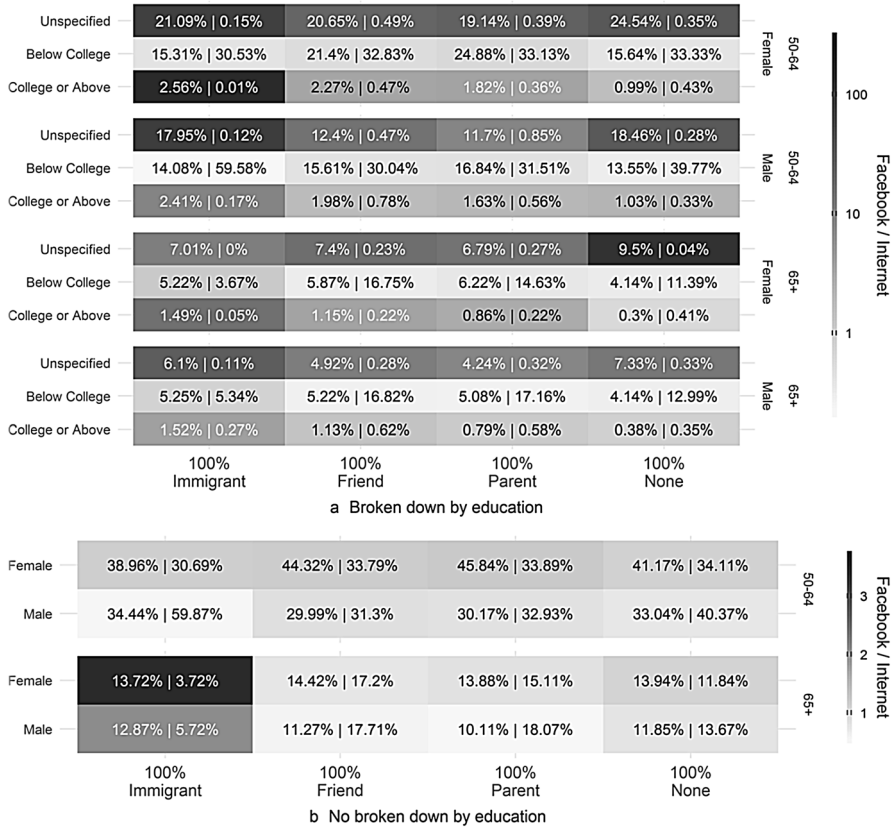 Unspecified 21.09% | 0.15% 20.65% | 0.49% 19.14% | 0.39% 24.54% | 0.35%
Below College 15.31% | 30.53% 21.4% | 32.83% 24.88% | 33.13% 15.64% | 33.33%
College or Above 2.56% | 0.01% 2.27% | 0.47% 1.82% | 0.36% 0.99% | 0.43%
Female
50-64
Unspecified 17.95% | 0.12% 12.4% | 0.47% 11.7% | 0.85% 18.46% | 0.28%
Below College 14.08% | 59.58% 15.61% | 30.04% 16.84% | 31.51% 13.55% | 39.77%
College or Above 2.41% | 0.17% 1.98% | 0.78% 1.63% | 0.56% 1.03% | 0.33%
Male
50-64
Unspecified 7.01% | 0% 7.4% | 0.23% 6.79% | 0.27% 9.5% | 0.04%
Below College 5.22% | 3.67% 5.87% | 16.75% 6.22% | 14.63% 4.14% | 11.39%
College or Above 1.49% | 0.05% 1.15% | 0.22% 0.86% | 0.22% 0.3% | 0.41%
Female
65+
Unspecified 6.1% | 0.11% 4.92% | 0.28% 4.24% | 0.32% 7.33% | 0.33%
Below College 5.25% | 5.34% 5.22% | 16.82% 5.08% | 17.16% 4.14% | 12.99%
College or Above 1.52% | 0.27% 1.13% | 0.62% 0.79% | 0.58% 0.38% | 0.35%
Male
65+
100% 100% 100% 100%
Immigrant Friend Parent None
100
10
1
Facebook / Internet
a Broken down by education
Female 38.96% | 30.69% 44.32% | 33.79% 45.84% | 33.89% 41.17% | 34.11%
Male 34.44% | 59.87% 29.99% | 31.3% 30.17% | 32.93% 33.04% | 40.37%
50-64
Female 13.72% | 3.72% 14.42% | 17.2% 13.88% | 15.11% 13.94% | 11.84%
Male 12.87% | 5.72% 11.27% | 17.71% 10.11% | 18.07% 11.85% | 13.67%
65+
100% 100% 100% 100%
Immigrant Friend Parent None
3
2
1
Facebook / Internet
b No broken down by education